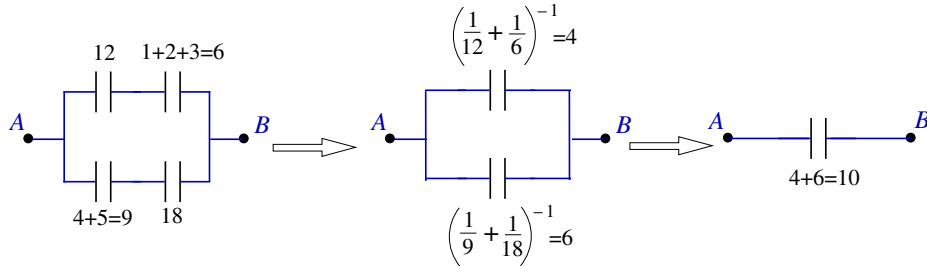 12 1+2+3=6
A B
4+5=9 18
(1/12 + 1/6)^−1 =4
A B
(1/9 + 1/18)^−1 =6
A B
4+6=10